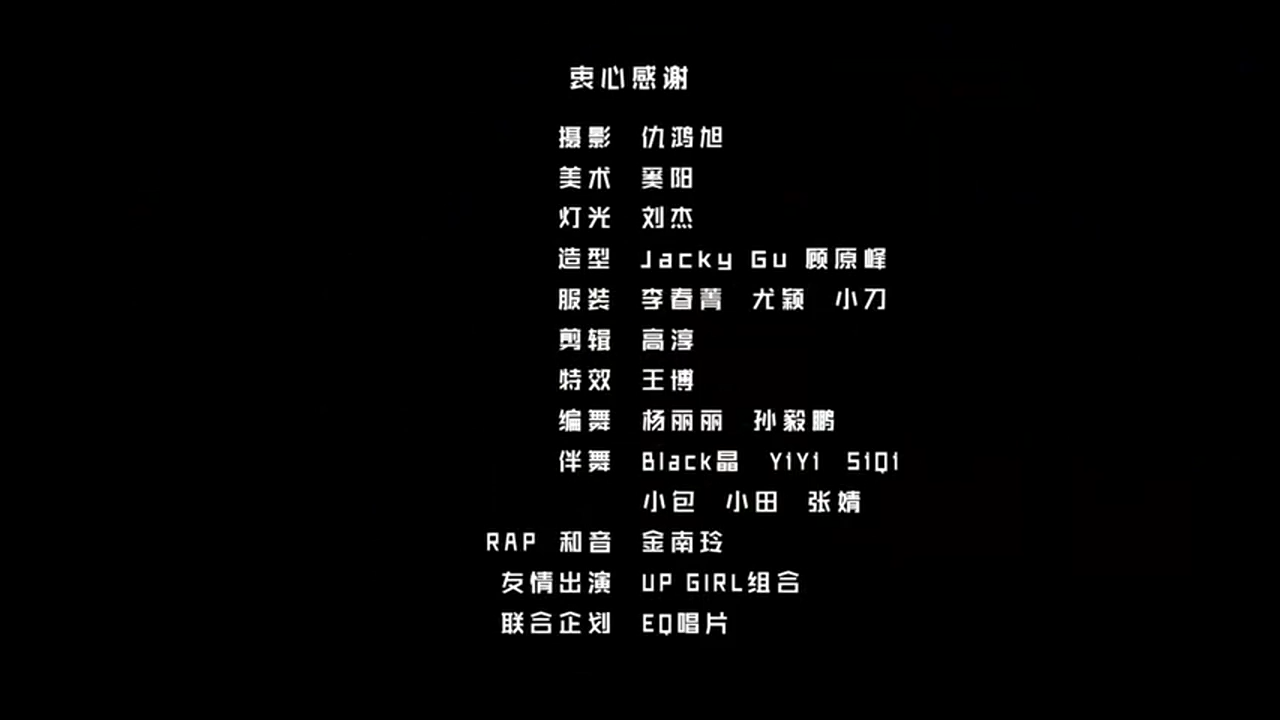 衷心感谢
摄影 仇鸿旭
美术 奚阳
灯光 刘杰
造型 Jacky Gu 顾原峰
服装 李春菁 尤颖 小刀
剪辑 高淳
特效 王博
编舞 杨丽丽 孙毅鹏
伴舞 Black晶 YiYi SiQi
小包 小田 张婧
RAP 和音 金南玲
友情出演 UP GIRL组合
联合企划 EQ唱片